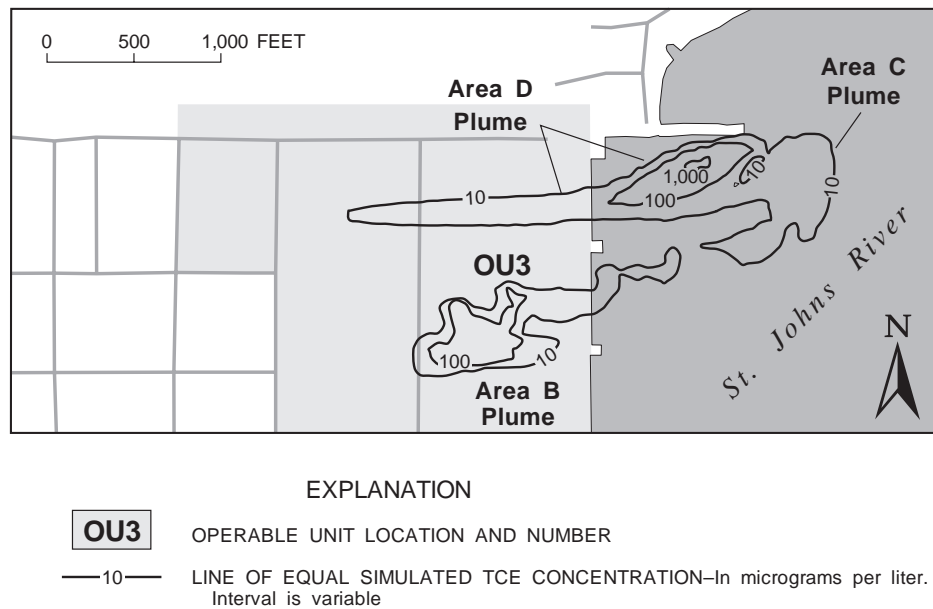 0 500 1,000 FEET
Area D
Plume
Area C
Plume
10
1,000
100
10
10
OU3
100
10
Area B
Plume
St. Johns River
N
EXPLANATION
OU3 OPERABLE UNIT LOCATION AND NUMBER
10 LINE OF EQUAL SIMULATED TCE CONCENTRATION–In micrograms per liter.
Interval is variable